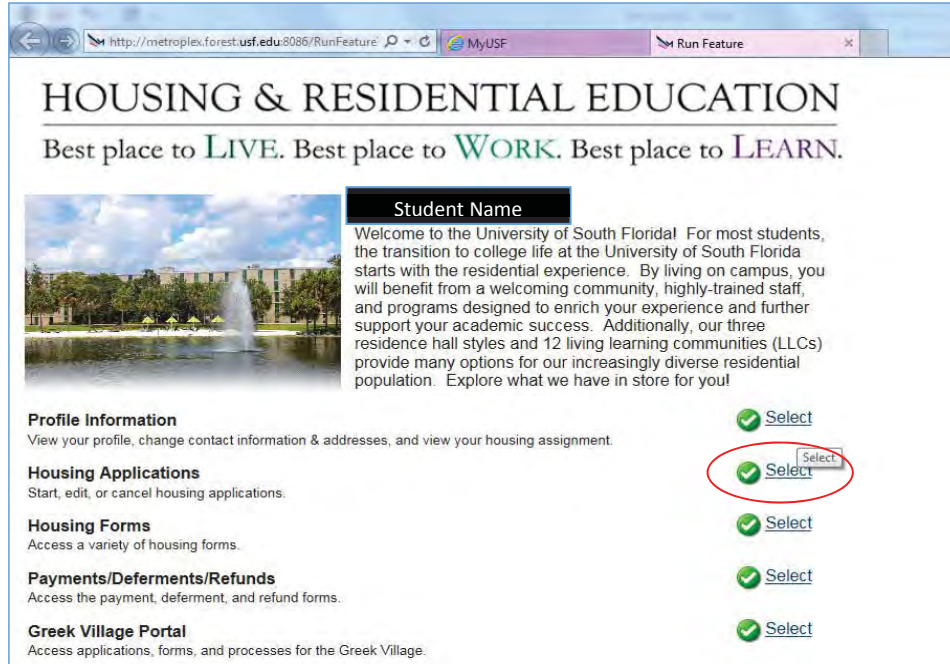 http://metroplex.forest.usf.edu:8086/RunFeature
MyUSF
Run Feature
HOUSING & RESIDENTIAL EDUCATION
Best place to LIVE. Best place to WORK. Best place to LEARN.
Student Name
Welcome to the University of South Florida! For most students,
the transition to college life at the University of South Florida
starts with the residential experience. By living on campus, you
will benefit from a welcoming community, highly-trained staff,
and programs designed to enrich your experience and further
support your academic success. Additionally, our three
residence hall styles and 12 living learning communities (LLCs)
provide many options for our increasingly diverse residential
population. Explore what we have in store for you!
Profile Information
Select
View your profile, change contact information & addresses, and view your housing assignment.
Housing Applications
Select
Select
Start, edit, or cancel housing applications.
Housing Forms
Select
Access a variety of housing forms.
Payments/Deferments/Refunds
Select
Access the payment, deferment, and refund forms.
Greek Village Portal
Select
Access applications, forms, and processes for the Greek Village.